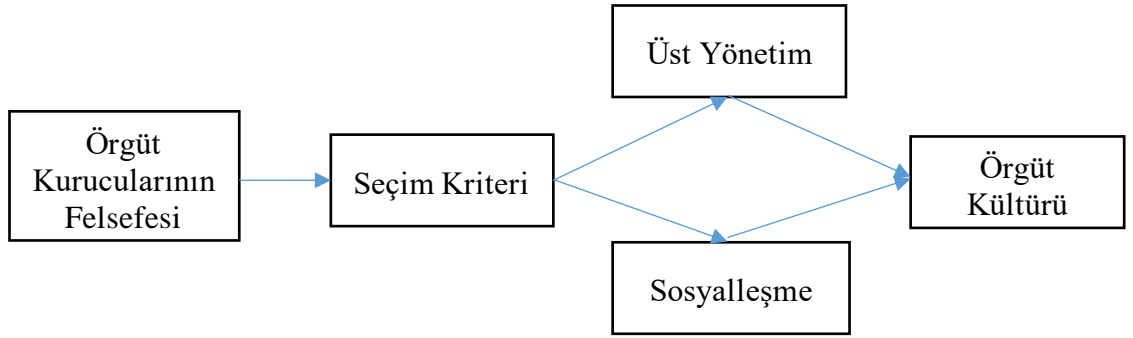 Örgüt
Kurucularının
Felsefesi
Seçim Kriteri
Üst Yönetim
Sosyalleşme
Örgüt
Kültürü